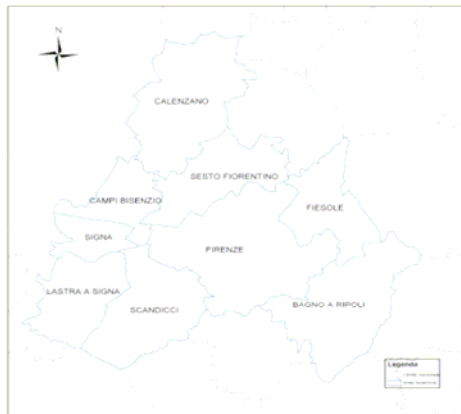 N
CALENZANO
SESTO FIORENTINO
CAMPI BISENZIO
FIESOLE
SIGNA
FIRENZE
LASTRA A SIGNA
BAGNO A RIPOLI
SCANDICCI
Legenda